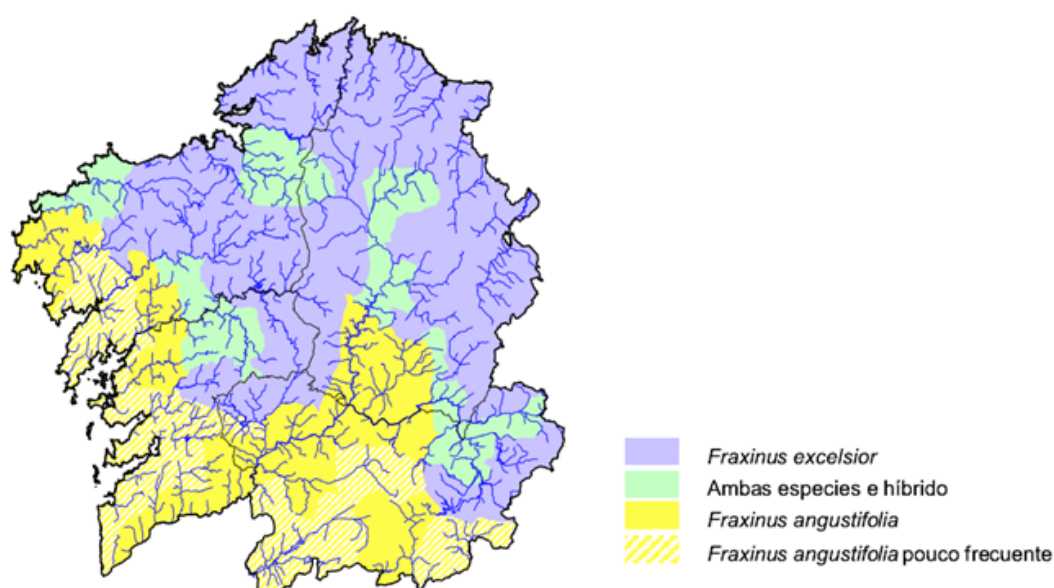 Fraxinus excelsior
Ambas especies e híbrido
Fraxinus angustifolia
Fraxinus angustifolia pouco frecuente